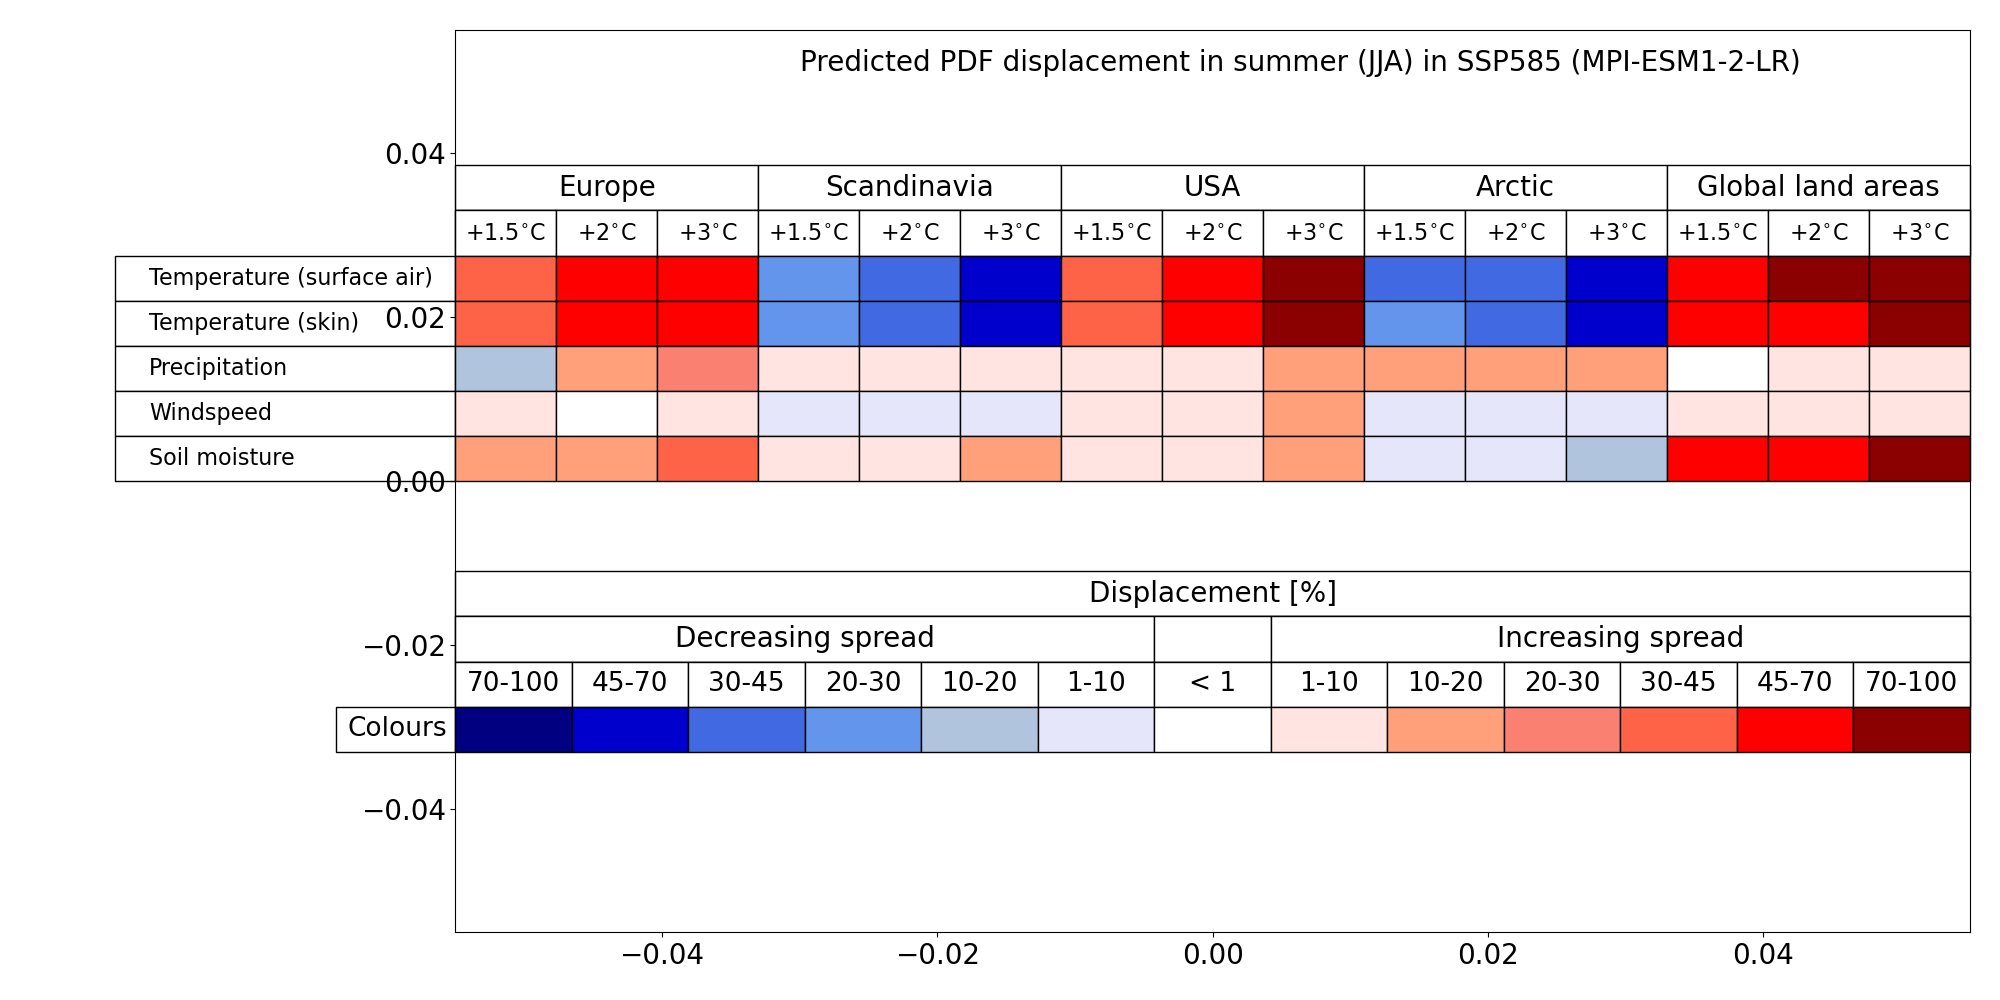 Predicted PDF displacement in summer (JJA) in SSP585 (MPI-ESM1-2-LR)
0.04
Europe Scandinavia USA Arctic Global land areas
+1.5°C +2°C +3°C +1.5°C +2°C +3°C +1.5°C +2°C +3°C +1.5°C +2°C +3°C +1.5°C +2°C +3°C
Temperature (surface air)
Temperature (skin) 0.02
Precipitation
Windspeed
Soil moisture
0.00
Displacement [%]
−0.02 Decreasing spread Increasing spread
70-100 45-70 30-45 20-30 10-20 1-10 < 1 1-10 10-20 20-30 30-45 45-70 70-100
Colours
−0.04
−0.04 −0.02 0.00 0.02 0.04